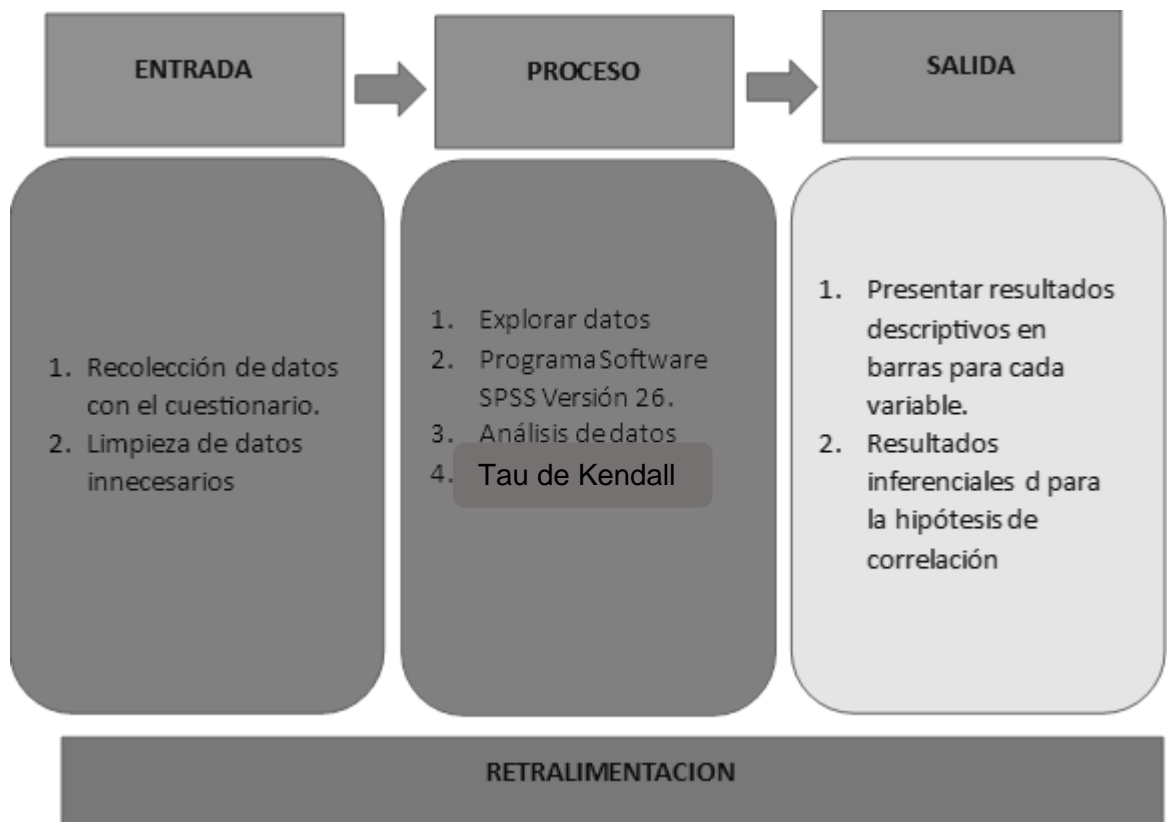 ENTRADA
PROCESO
SALIDA
1. Recolección de datos
con el cuestionario.
2. Limpieza de datos
innecesarios
1. Explorar datos
2. Programa Software
SPSS Versión 26.
3. Análisis de datos
4. Tau de Kendall
1. Presentar resultados
descriptivos en
barras para cada
variable.
2. Resultados
inferenciales d para
la hipótesis de
correlación
RETRALIMENTACION